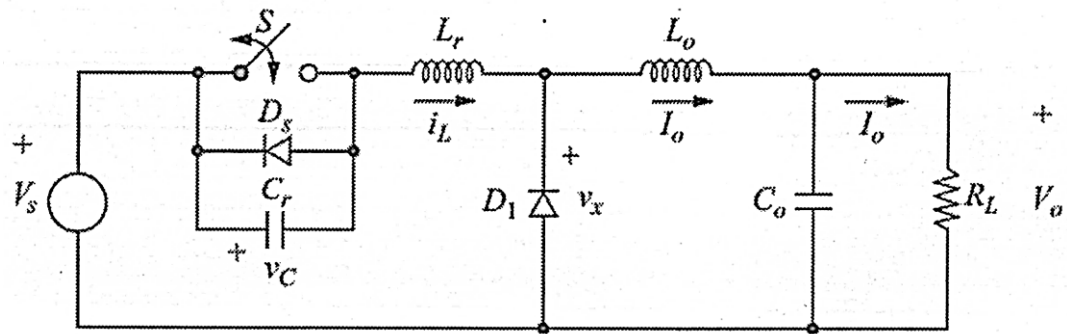 S
L_r
L_o
i_L
I_o
I_o
D_s
C_r
+
v_C
+
V_s
D_1
+
v_x
C_o
R_L
+
V_o